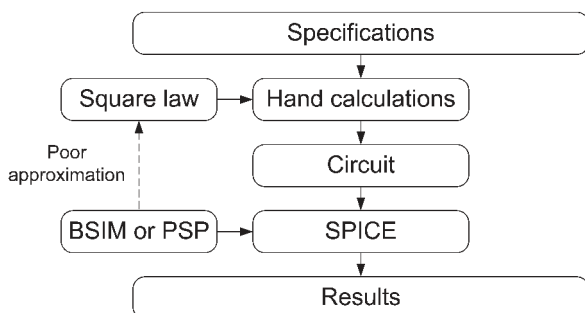 Specifications
Square law
Hand calculations
Poor
approximation
Circuit
BSIM or PSP
SPICE
Results